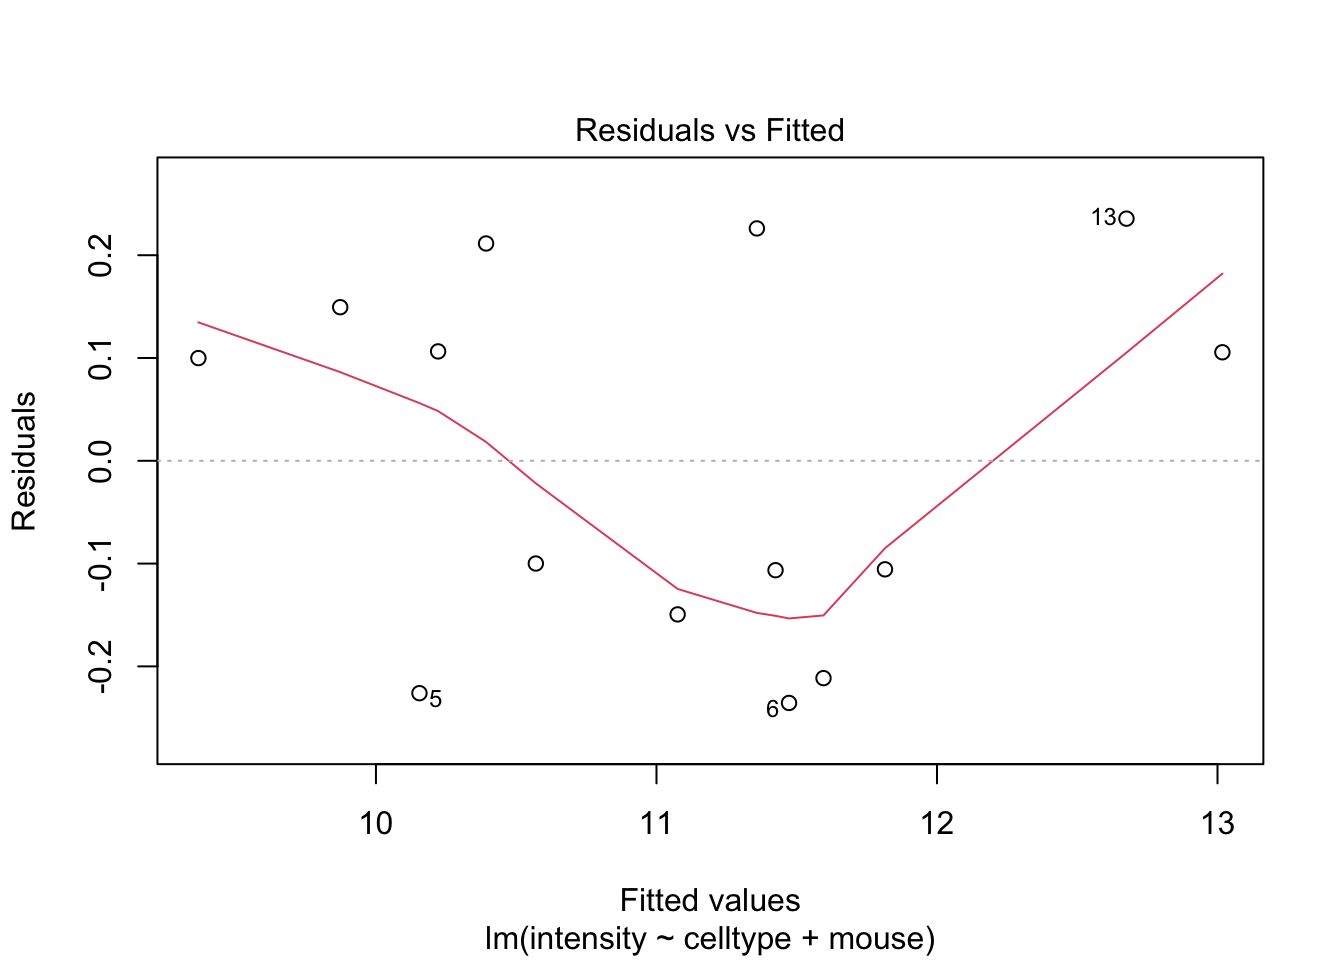 Residuals vs Fitted
Residuals
0.2
0.1
0.0
-0.1
-0.2
13
5
6
10 11 12 13
Fitted values
lm(intensity ~ celltype + mouse)